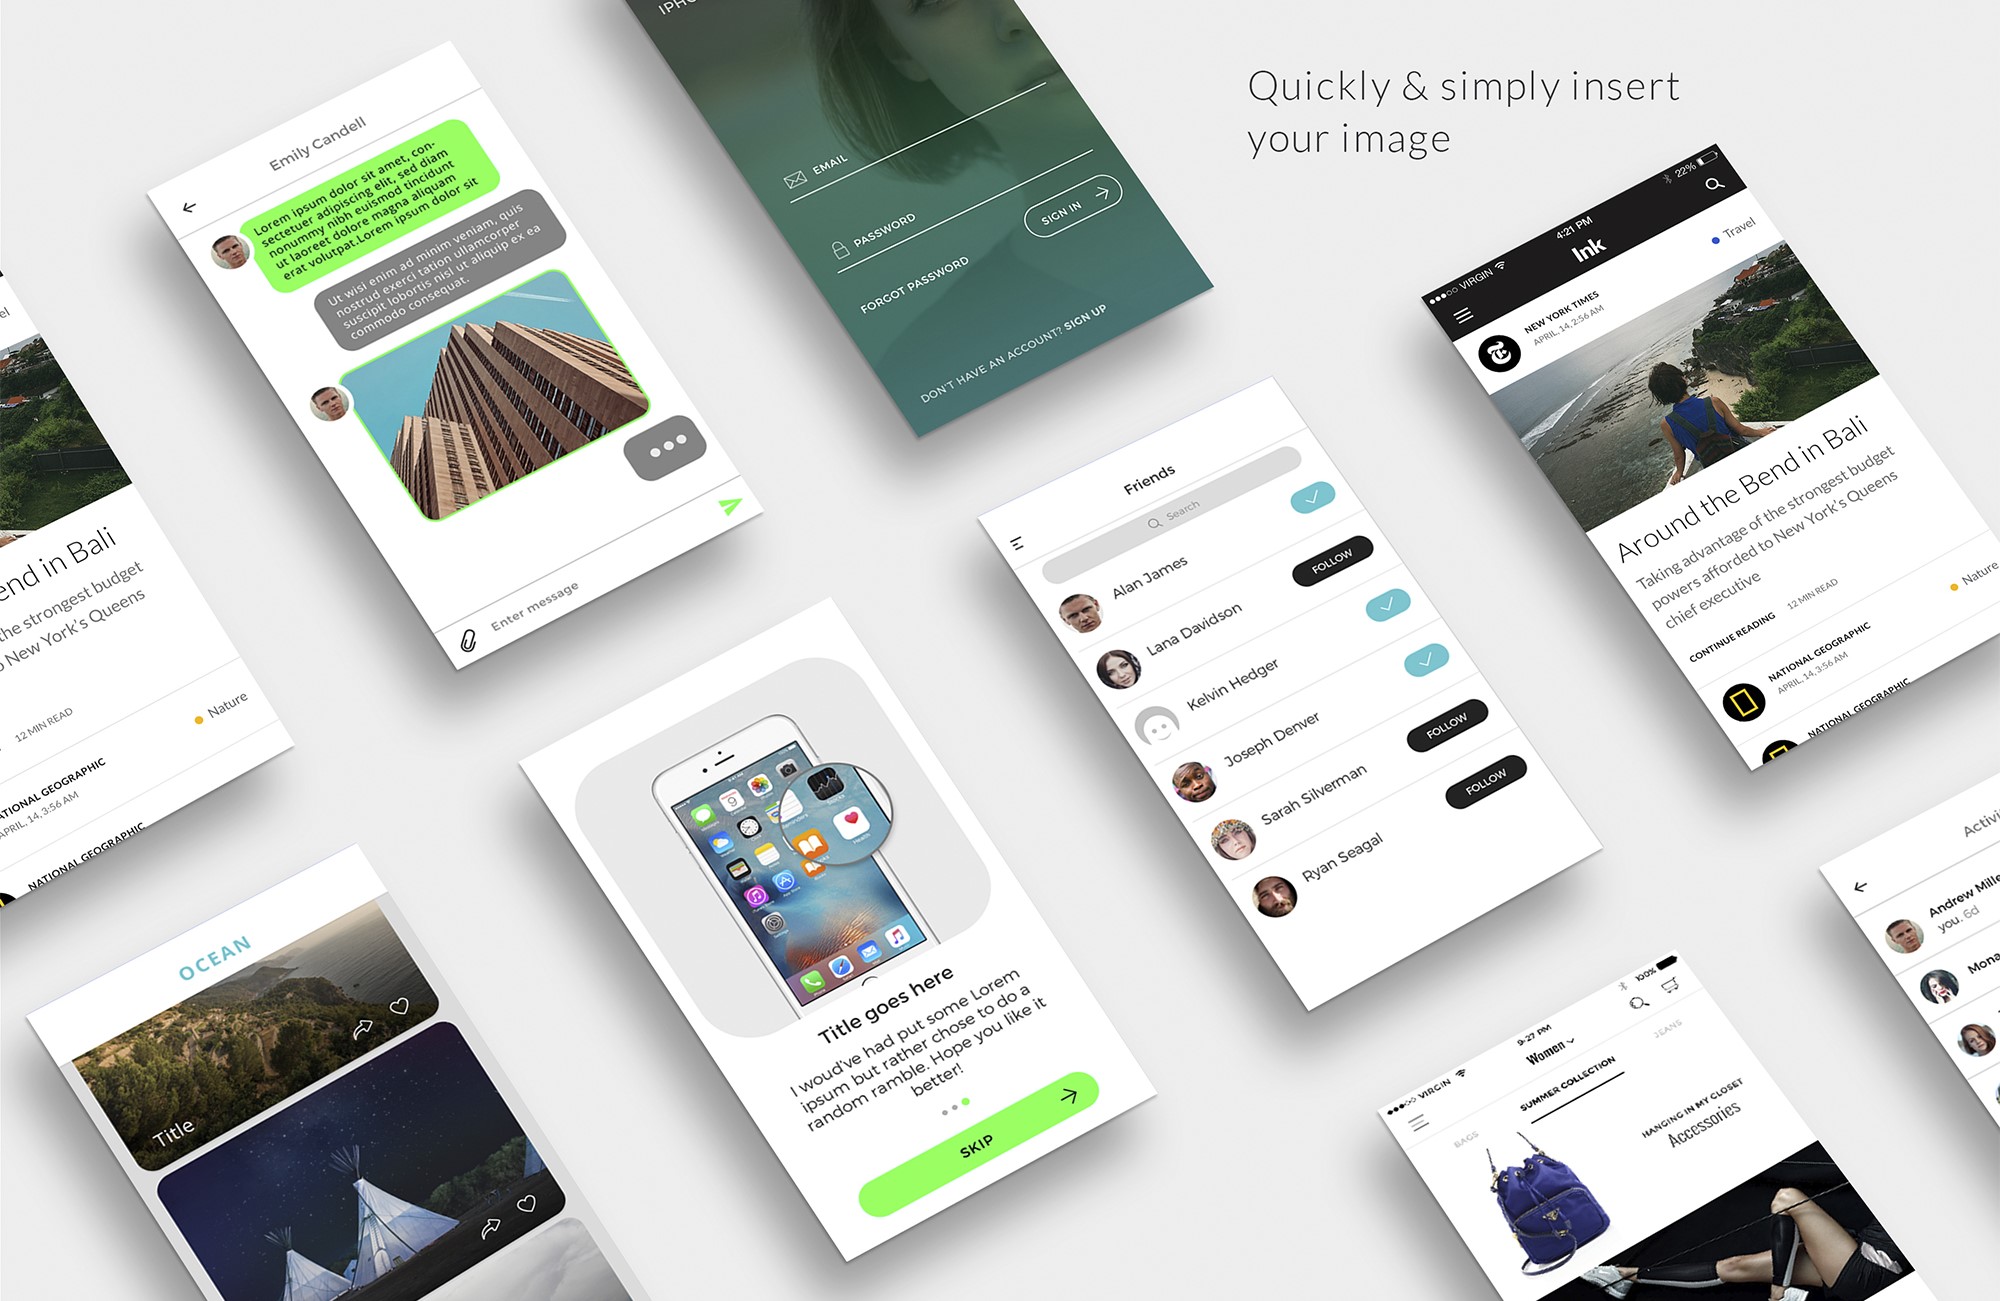 Quickly & simply insert
your image
Emily Candell
Lorem ipsum dolor sit amet, con-
sectetuer adipiscing elit, sed diam
nonummy nibh euismod tincidunt
ut laoreet dolore magna aliquam
erat volutpat.Lorem ipsum dolor sit
Ut wisi enim ad minim veniam, quis
nostrud exerci tation ullamcorper
suscipit lobortis nisl ut aliquip ex ea
commodo consequat.
Enter message
EMAIL
PASSWORD
SIGN IN
FORGOT PASSWORD
DON'T HAVE AN ACCOUNT? SIGN UP
VIRGIN
4:21 PM
22%
Ink
Travel
NEW YORK TIMES
APRIL, 14, 2:56 AM
Around the Bend in Bali
Taking advantage of the strongest budget
powers afforded to New York's Queens
chief executive
CONTINUE READING
12 MIN READ
Nature
NATIONAL GEOGRAPHIC
APRIL, 14, 3:56 AM
NATIONAL GEOGRAPHIC
end in Bali
he strongest budget
o New York's Queens
12 MIN READ
Nature
ATIONAL GEOGRAPHIC
APRIL, 14, 3:56 AM
NATIONAL GEOGRAPHIC
Friends
Search
Alan James
Lana Davidson
FOLLOW
Kelvin Hedger
Joseph Denver
Sarah Silverman
FOLLOW
Ryan Seagal
FOLLOW
OCEAN
Title
Title goes here
I woud've had put some Lorem
ipsum but rather chose to do a
random ramble. Hope you like it
better!
SKIP
VIRGIN
9:27 PM
100%
Women
BAGS
SUMMER COLLECTION
JEANS
HANGING IN MY CLOSET
Accessories
Activi
Andrew Mille
you. 6d
Mona